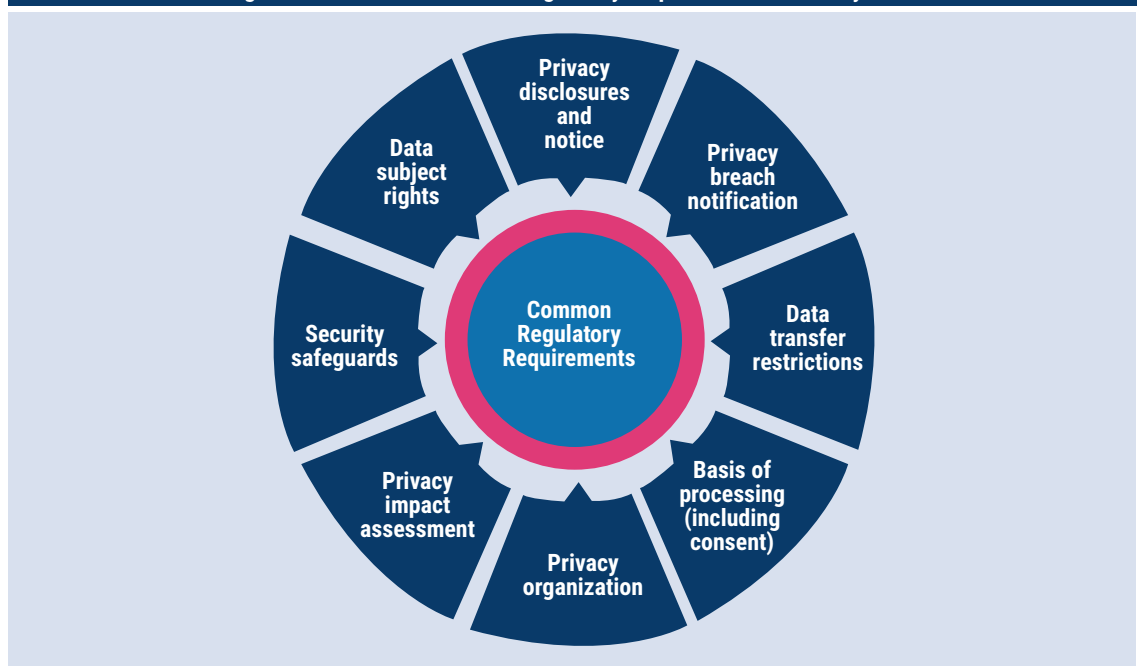 Privacy
disclosures
and
notice
Privacy
breach
notification
Data
transfer
restrictions
Basis of
processing
(including
consent)
Privacy
organization
Privacy
impact
assessment
Security
safeguards
Data
subject
rights
Common
Regulatory
Requirements